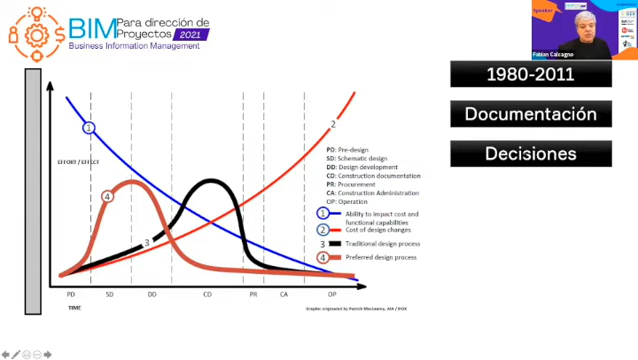 BIM Para dirección de
Proyectos 2021
Business Information Management
Speaker
Fabian Calcagno
1980-2011
Documentación
Decisiones
EFFORT / EFFECT
1
2
3
4
PD: Pre-design
SD: Schematic design
DD: Design development
CD: Construction documentation
PR: Procurement
CA: Construction Administration
OP: Operation
1 Ability to impact cost and
functional capabilities
2 Cost of design changes
3 Traditional design process
4 Preferred design process
PD SD DD CD PR CA OP
TIME
Graphic originated by Patrick MacLeamy, AIA / HOK